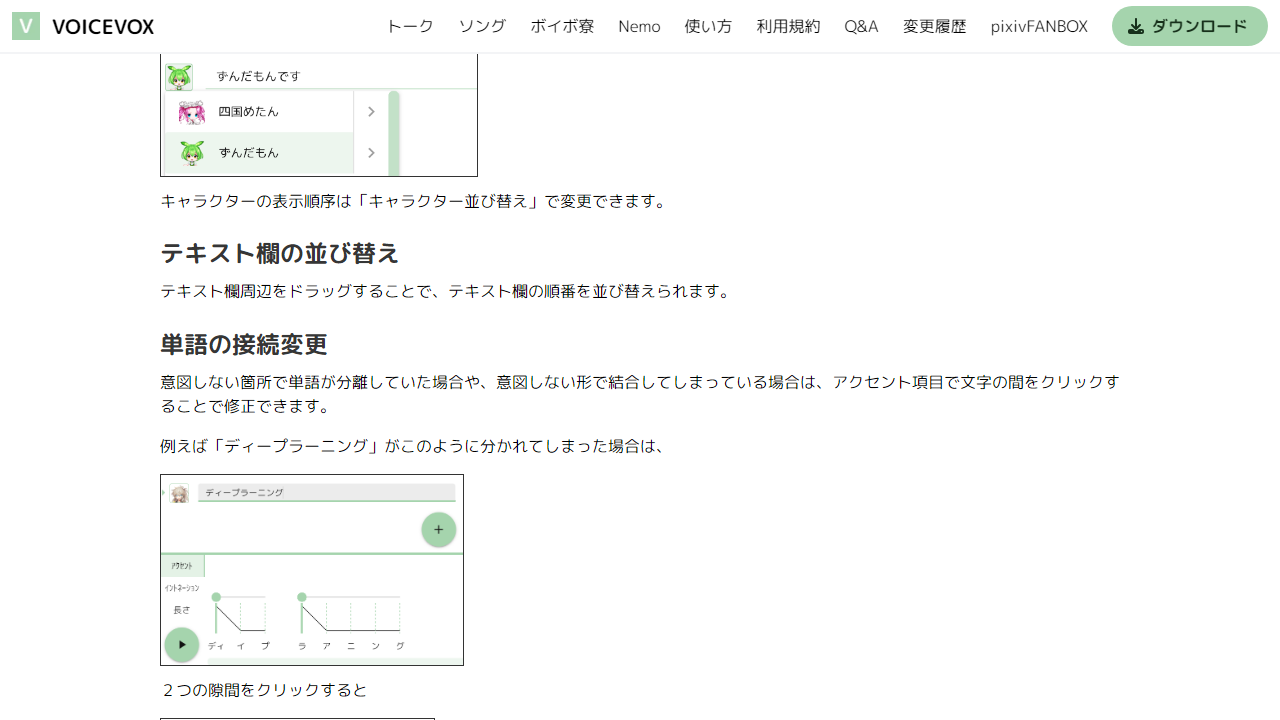 V VOICEVOX トーク ソング ボイボ寮 Nemo 使い方 利用規約 Q&A 変更履歴 pixivFANBOX ダウンロード
ずんだもんです
四国めたん
ずんだもん
キャラクターの表示順序は「キャラクター並び替え」で変更できます。
テキスト欄の並び替え
テキスト欄周辺をドラッグすることで、テキスト欄の順番を並び替えられます。
単語の接続変更
意図しない箇所で単語が分離していた場合や、意図しない形で結合してしまっている場合は、アクセント項目で文字の間をクリックす
ることで修正できます。
例えば「ディープラーニング」がこのように分かれてしまった場合は、
ディープラーニング
アクセント
イントネーション
長さ
ディ イ プ ラ ア ニ ン グ
２つの隙間をクリックすると